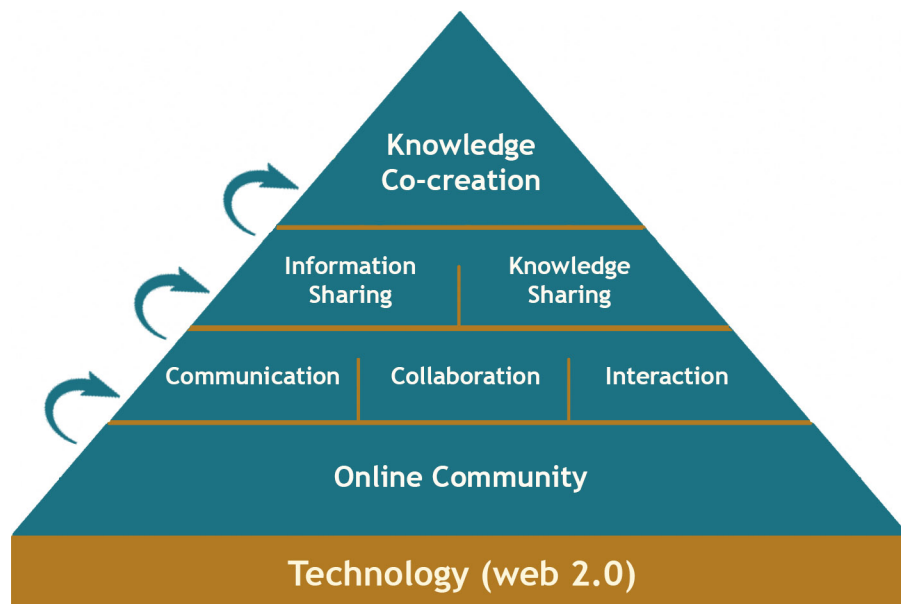 Knowledge
Co-creation
Information
Sharing
Knowledge
Sharing
Communication
Collaboration
Interaction
Online Community
Technology (web 2.0)